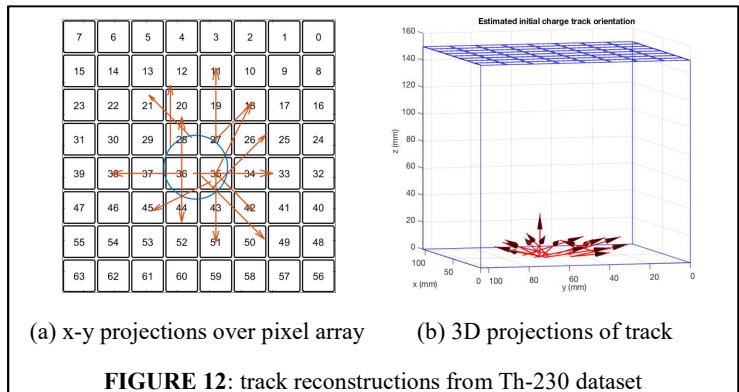 7 6 5 4 3 2 1 0
15 14 13 12 11 10 9 8
23 22 21 20 19 18 17 16
31 30 29 28 27 26 25 24
39 38 37 36 35 34 33 32
47 46 45 44 43 42 41 40
55 54 53 52 51 50 49 48
63 62 61 60 59 58 57 56
(a) x-y projections over pixel array
Estimated initial charge track orientation
160
140
120
100
80
60
40
20
0
z (mm)
100
50
0
x (mm)
100
80
60
40
20
0
y (mm)
(b) 3D projections of track
FIGURE 12: track reconstructions from Th-230 dataset